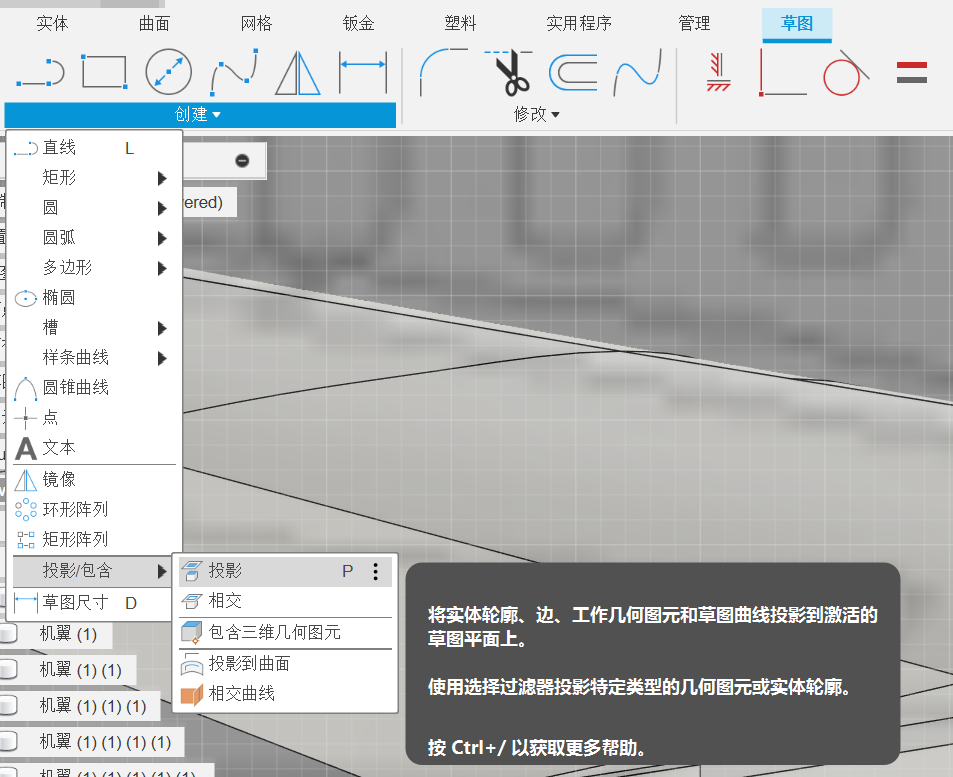 实体 曲面 网格 钣金 塑料 实用程序 管理 草图
创建 修改
直线 L
矩形
ered)
圆
圆弧
多边形
椭圆
槽
样条曲线
圆锥曲线
点
A 文本
镜像
环形阵列
矩形阵列
投影/包含
草图尺寸 D
投影 P
相交
包含三维几何图元
投影到曲面
相交曲线
将实体轮廓、边、工作几何图元和草图曲线投影到激活的
草图平面上。
使用选择过滤器投影特定类型的几何图元或实体轮廓。
按 Ctrl+/ 以获取更多帮助。
机翼 (1)
机翼 (1) (1)
机翼 (1) (1) (1)
机翼 (1) (1) (1) (1)
机翼 (1) (1) (1) (1) (1)